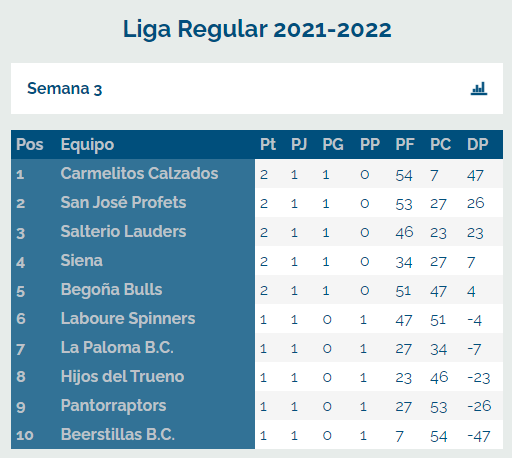 Liga Regular 2021-2022
Semana 3
Pos Equipo Pt PJ PG PP PF PC DP
1 Carmelitos Calzados 2 1 1 0 54 7 47
2 San José Profets 2 1 1 0 53 27 26
3 Salterio Lauders 2 1 1 0 46 23 23
4 Siena 2 1 1 0 34 27 7
5 Begoña Bulls 2 1 1 0 51 47 4
6 Laboure Spinners 1 1 0 1 47 51 -4
7 La Paloma B.C. 1 1 0 1 27 34 -7
8 Hijos del Trueno 1 1 0 1 23 46 -23
9 Pantorraptors 1 1 0 1 27 53 -26
10 Beerstillas B.C. 1 1 0 1 7 54 -47